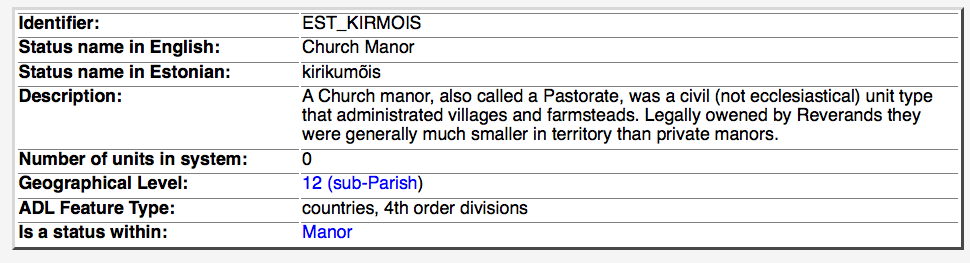 Identifier: EST_KIRMOIS
Status name in English: Church Manor
Status name in Estonian: kirikumõis
Description: A Church manor, also called a Pastorate, was a civil (not ecclesiastical) unit type
that administrated villages and farmsteads. Legally owened by Reverands they
were generally much smaller in territory than private manors.
Number of units in system: 0
Geographical Level: 12 (sub-Parish)
ADL Feature Type: countries, 4th order divisions
Is a status within: Manor